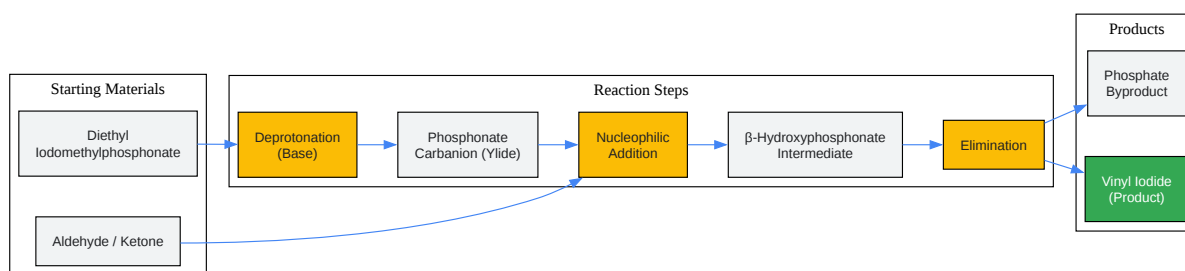 Starting Materials
Diethyl
Iodomethylphosphonate
Aldehyde / Ketone
Reaction Steps
Deprotonation
(Base)
Phosphonate
Carbanion (Ylide)
Nucleophilic
Addition
β-Hydroxyphosphonate
Intermediate
Elimination
Products
Phosphate
Byproduct
Vinyl Iodide
(Product)